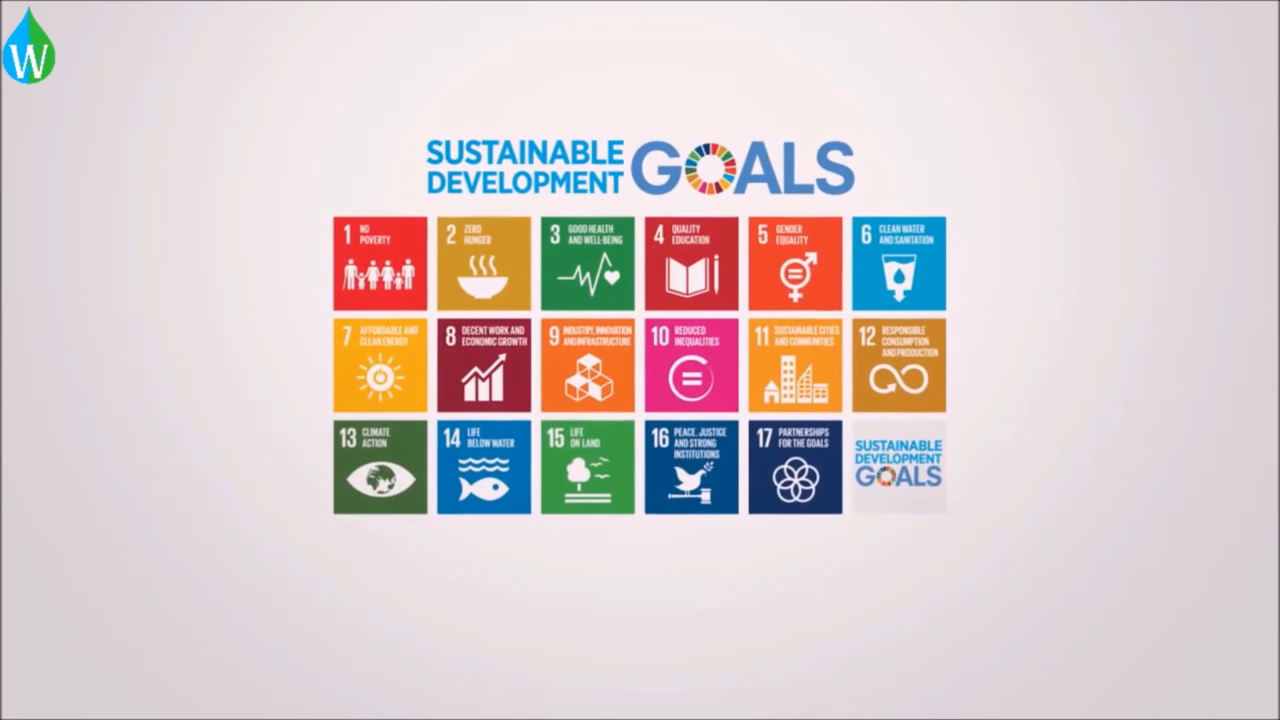 W
SUSTAINABLE
DEVELOPMENT
GOALS
1 NO
POVERTY
2 ZERO
HUNGER
3 GOOD HEALTH
AND WELL-BEING
4 QUALITY
EDUCATION
5 GENDER
EQUALITY
6 CLEAN WATER
AND SANITATION
7 AFFORDABLE AND
CLEAN ENERGY
8 DECENT WORK AND
ECONOMIC GROWTH
9 INDUSTRY, INNOVATION
AND INFRASTRUCTURE
10 REDUCED
INEQUALITIES
11 SUSTAINABLE CITIES
AND COMMUNITIES
12 RESPONSIBLE
CONSUMPTION
AND PRODUCTION
13 CLIMATE
ACTION
14 LIFE
BELOW WATER
15 LIFE
ON LAND
16 PEACE, JUSTICE
AND STRONG
INSTITUTIONS
17 PARTNERSHIPS
FOR THE GOALS
SUSTAINABLE
DEVELOPMENT
GOALS